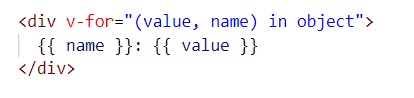 <div v-for="(value, name) in object">
  {{ name }}: {{ value }}
</div>